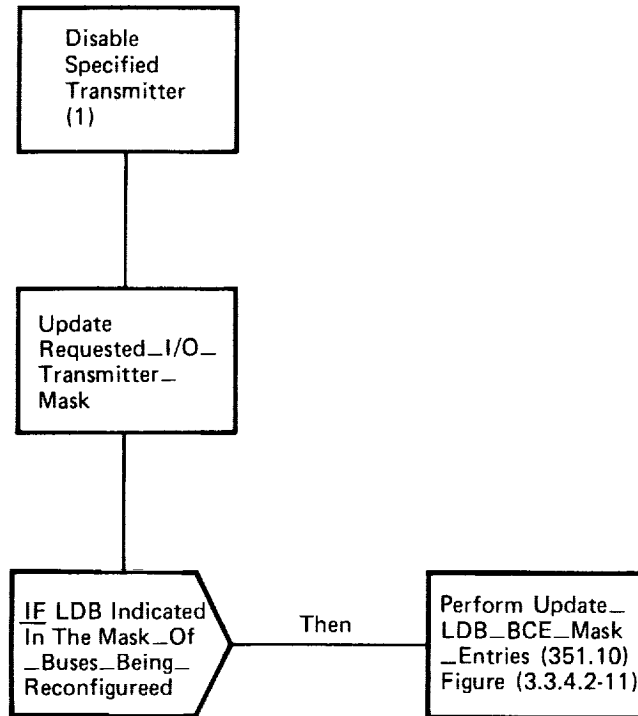 Disable
Specified
Transmitter
(1)
Update
Requested_I/O_
Transmitter_
Mask
IF LDB Indicated
In The Mask_Of
_Buses_Being_
Reconfigureed
Then
Perform Update_
LDB_BCE_Mask
_Entries (351.10)
Figure (3.3.4.2-11)